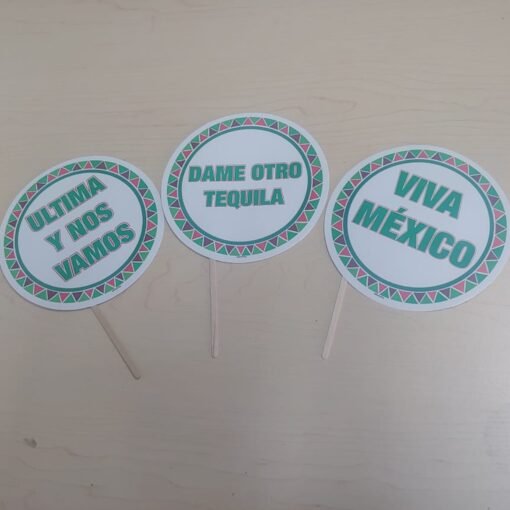 ULTIMA
Y NOS
VAMOS
DAME OTRO
TEQUILA
VIVA
MÉXICO